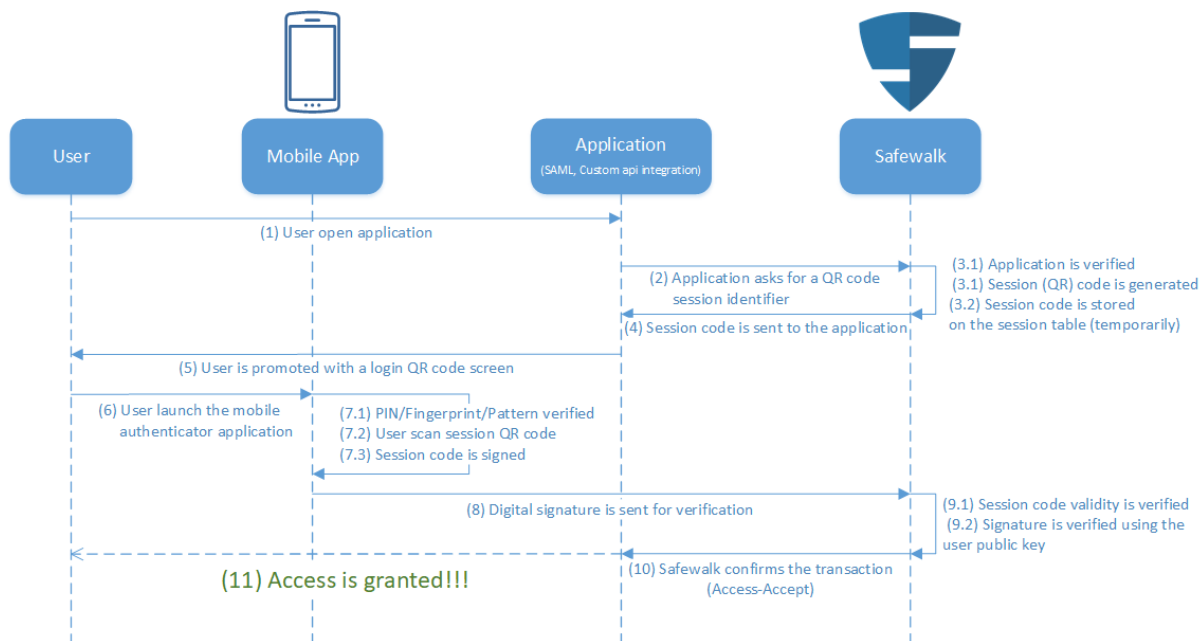 User
Mobile App
Application
(SAML, Custom api integration)
Safewalk
(1) User open application
(2) Application asks for a QR code
session identifier
(3.1) Application is verified
(3.1) Session (QR) code is generated
(3.2) Session code is stored
on the session table (temporarily)
(4) Session code is sent to the application
(5) User is promoted with a login QR code screen
(6) User launch the mobile
authenticator application
(7.1) PIN/Fingerprint/Pattern verified
(7.2) User scan session QR code
(7.3) Session code is signed
(8) Digital signature is sent for verification
(9.1) Session code validity is verified
(9.2) Signature is verified using the
user public key
(10) Safewalk confirms the transaction
(Access-Accept)
(11) Access is granted!!!